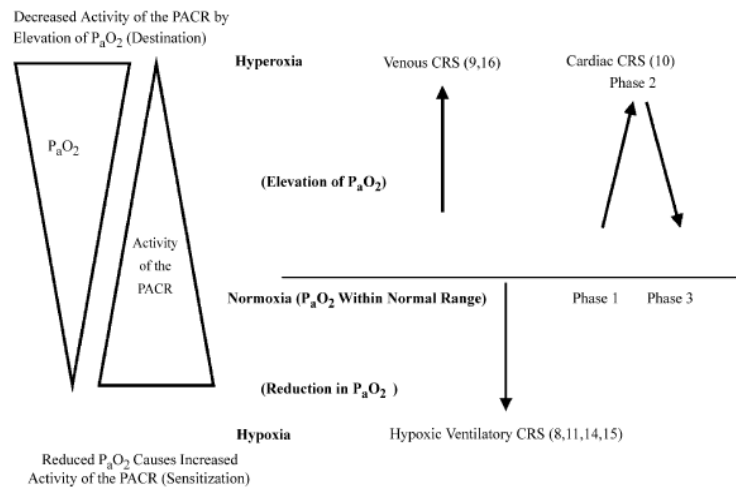 Decreased Activity of the PACR by
Elevation of PaO2 (Destination)
Hyperoxia
Venous CRS (9,16)
Cardiac CRS (10)
Phase 2
PaO2
(Elevation of PaO2)
Activity
of the
PACR
Normoxia (PaO2 Within Normal Range)
Phase 1
Phase 3
(Reduction in PaO2 )
Hypoxia
Hypoxic Ventilatory CRS (8,11,14,15)
Reduced PaO2 Causes Increased
Activity of the PACR (Sensitization)